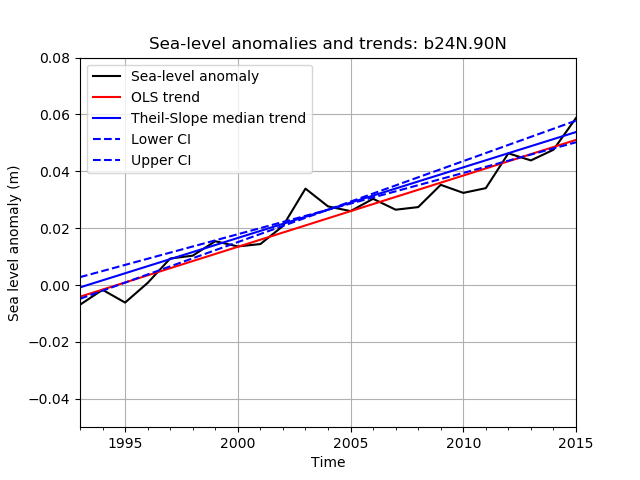 Sea-level anomalies and trends: b24N.90N
Sea-level anomaly
OLS trend
Theil-Slope median trend
Lower CI
Upper CI
Sea level anomaly (m)
0.08
0.06
0.04
0.02
0.00
−0.02
−0.04
1995 2000 2005 2010 2015
Time